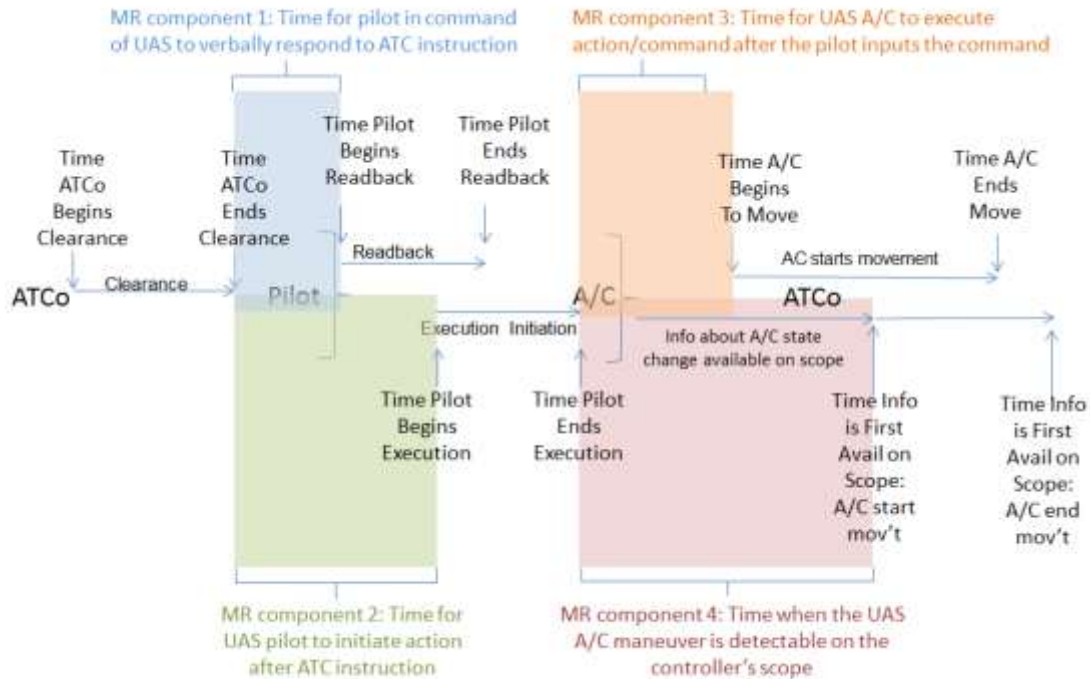 MR component 1: Time for pilot in command
of UAS to verbally respond to ATC instruction
MR component 3: Time for UAS A/C to execute
action/command after the pilot inputs the command
Time
ATCo
Begins
Clearance
Time
ATCo
Ends
Clearance
Time Pilot
Begins
Readback
Time Pilot
Ends
Readback
Time A/C
Begins
To Move
Time A/C
Ends
Move
ATCo
Clearance
Pilot
Readback
Execution Initiation
A/C
AC starts movement
ATCo
Info about A/C state
change available on scope
Time Pilot
Begins
Execution
Time Pilot
Ends
Execution
Time Info
is First
Avail on
Scope:
A/C start
mov't
Time Info
is First
Avail on
Scope:
A/C end
mov't
MR component 2: Time for
UAS pilot to initiate action
after ATC instruction
MR component 4: Time when the UAS
A/C maneuver is detectable on the
controller's scope